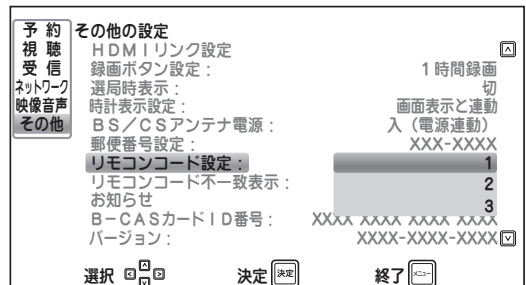 予 約
視 聴
受 信
ネットワーク
映像音声
その他
その他の設定
HDMIリンク設定
録画ボタン設定: 1時間録画
選局時表示: 切
時計表示設定: 画面表示と連動
BS/CSアンテナ電源: 入(電源連動)
郵便番号設定: XXX-XXXX
リモコンコード設定: 1
リモコンコード不一致表示: 2
お知らせ 3
B-CASカードID番号: XXXX XXXX XXXX XXXX
バージョン: XXXX-XXXX-XXXX
選択 決定 決定 終了 メニュー